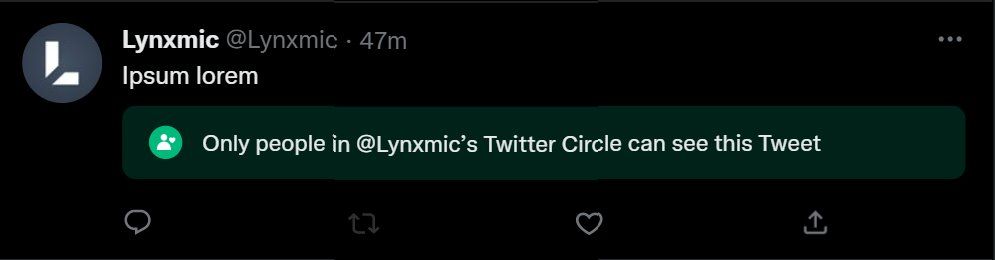 Lynxmic @Lynxmic · 47m
Ipsum lorem
Only people in @Lynxmic’s Twitter Circle can see this Tweet